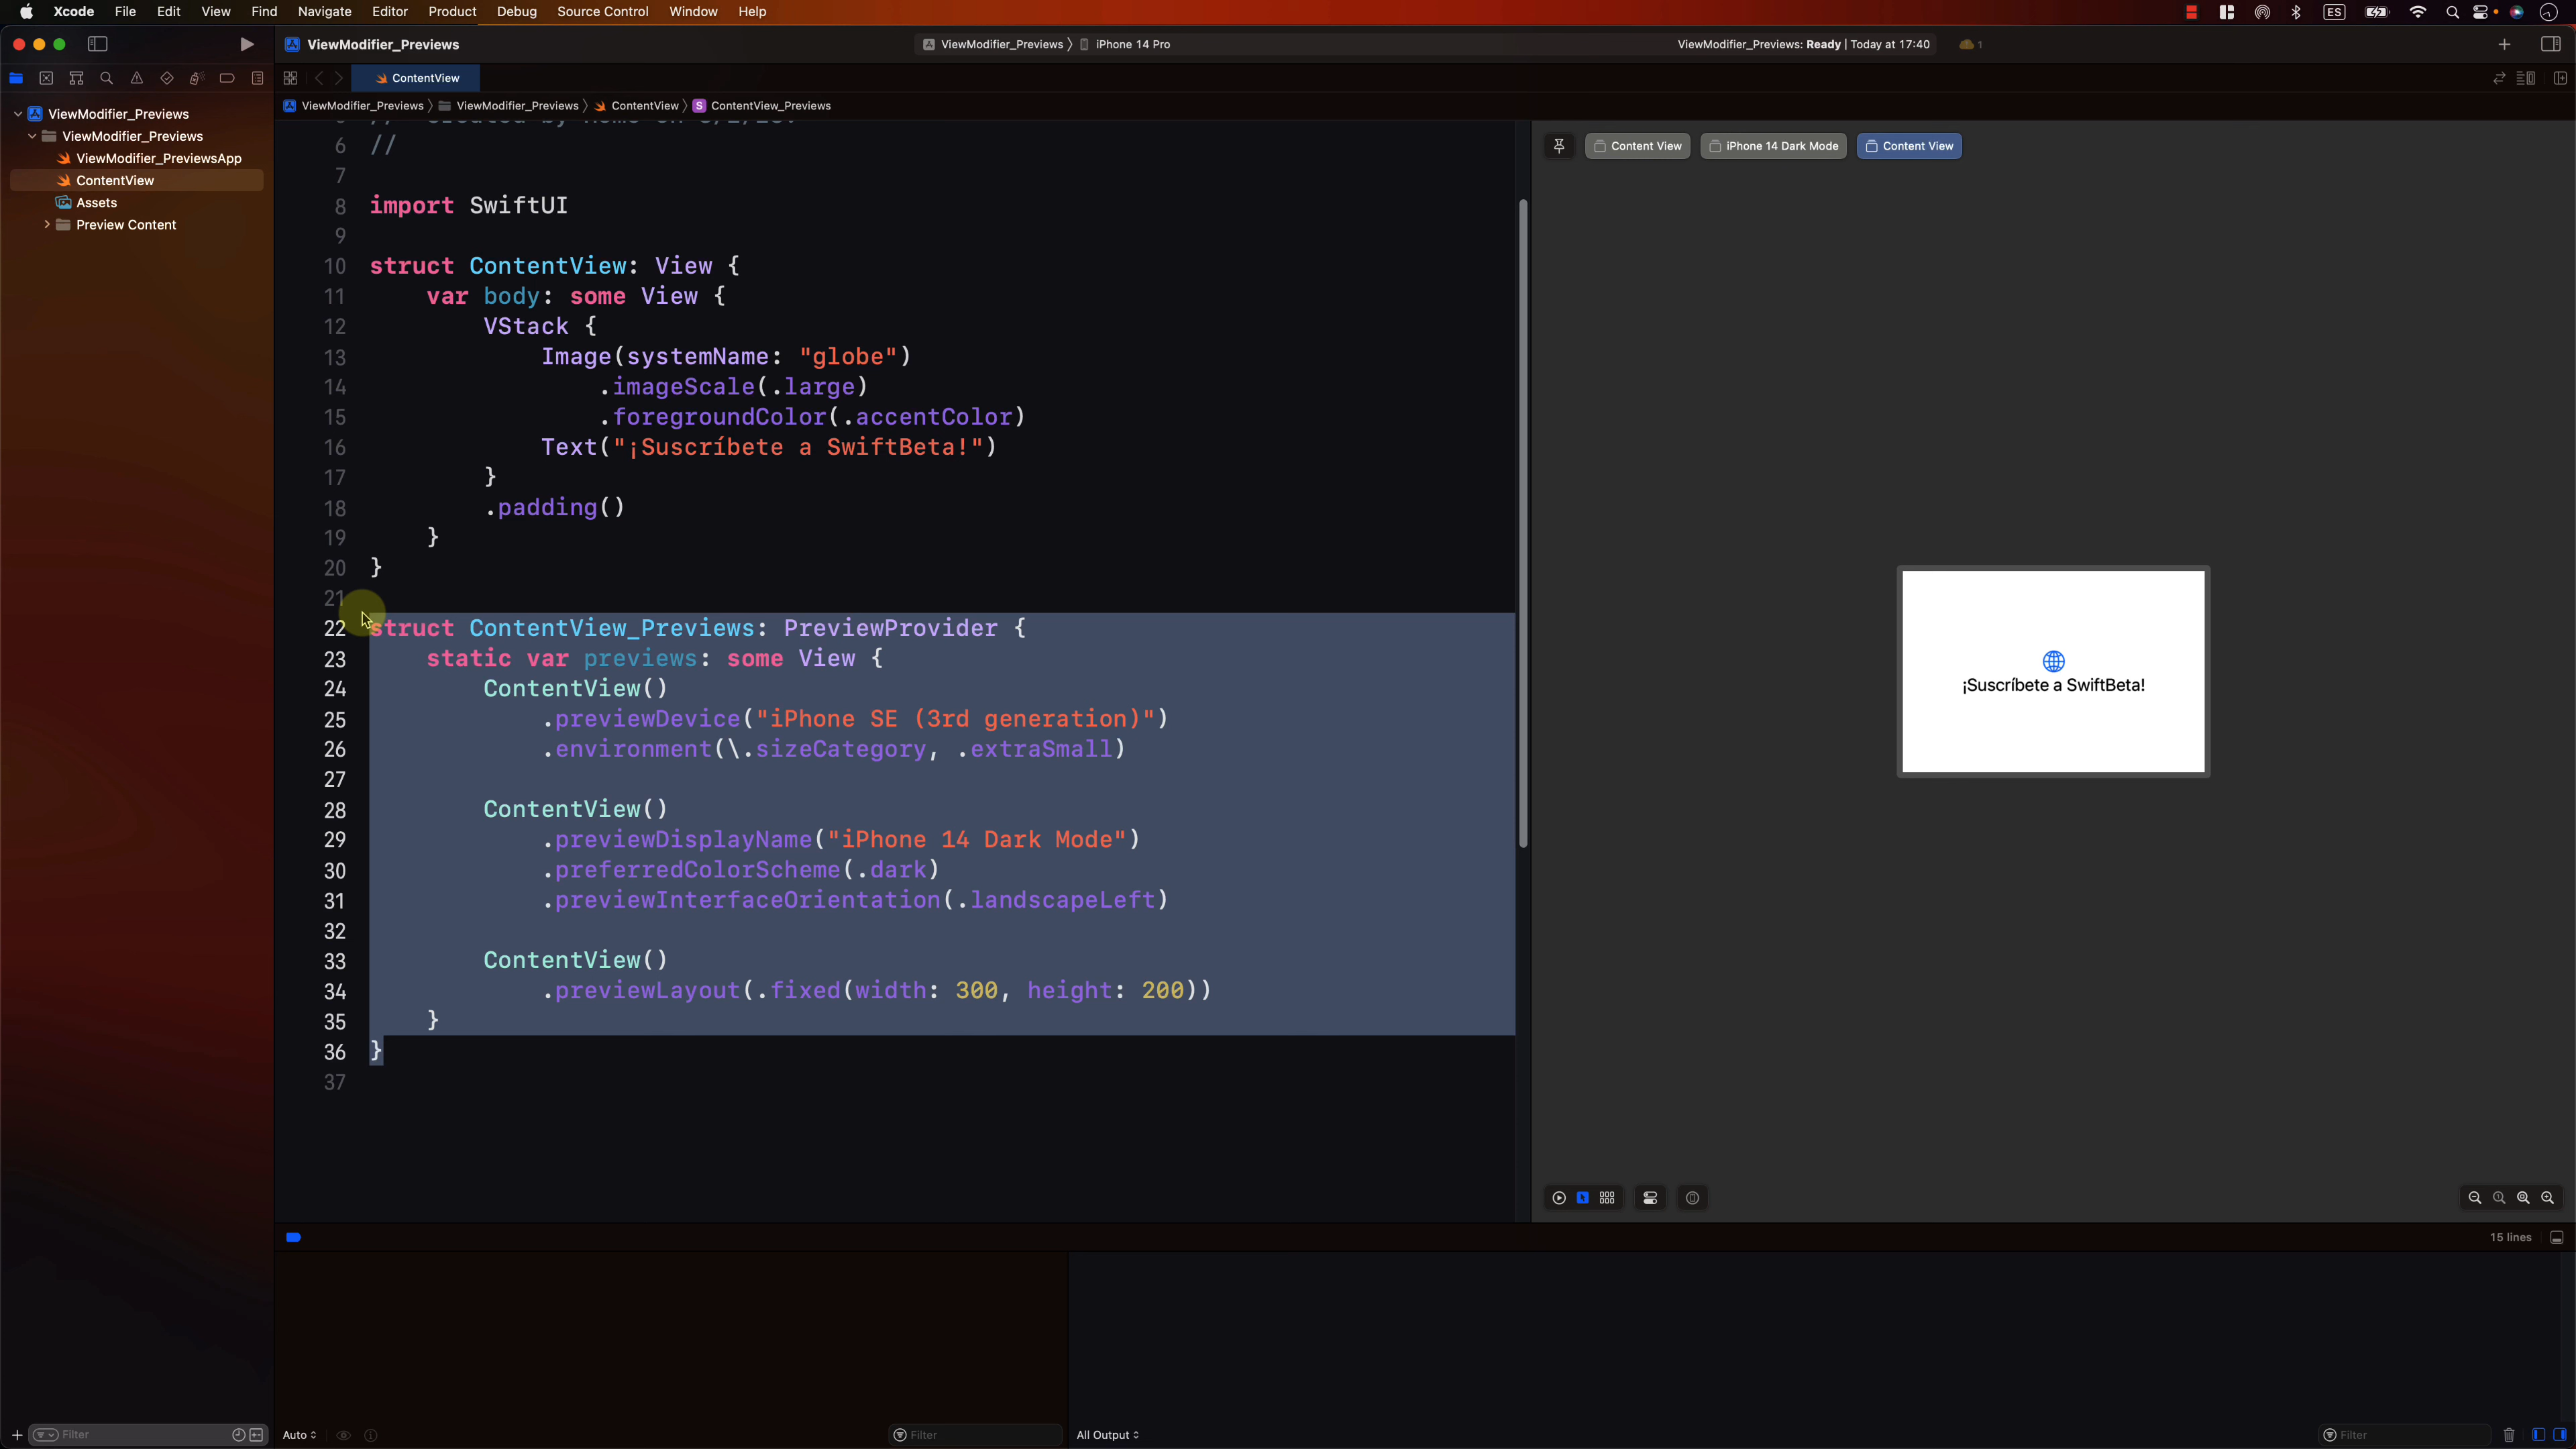 Xcode File Edit View Find Navigate Editor Product Debug Source Control Window Help ES
ViewModifier_Previews
ViewModifier_Previews 〉 iPhone 14 Pro
ViewModifier_Previews: Ready | Today at 17:40
1
ContentView
ViewModifier_Previews 〉 ViewModifier_Previews 〉 ContentView 〉 S ContentView_Previews
ViewModifier_Previews
ViewModifier_Previews
ViewModifier_PreviewsApp
ContentView
Assets
Preview Content
6 //
7
8 import SwiftUI
9
10 struct ContentView: View {
11 var body: some View {
12 VStack {
13 Image(systemName: "globe")
14 .imageScale(.large)
15 .foregroundColor(.accentColor)
16 Text("¡Suscríbete a SwiftBeta!")
17 }
18 .padding()
19 }
20 }
21
22 struct ContentView_Previews: PreviewProvider {
23 static var previews: some View {
24 ContentView()
25 .previewDevice("iPhone SE (3rd generation)")
26 .environment(\.sizeCategory, .extraSmall)
27
28 ContentView()
29 .previewDisplayName("iPhone 14 Dark Mode")
30 .preferredColorScheme(.dark)
31 .previewInterfaceOrientation(.landscapeLeft)
32
33 ContentView()
34 .previewLayout(.fixed(width: 300, height: 200))
35 }
36 }
37
Content View iPhone 14 Dark Mode Content View
¡Suscríbete a SwiftBeta!
15 lines
Filter
Auto
Filter
All Output
Filter